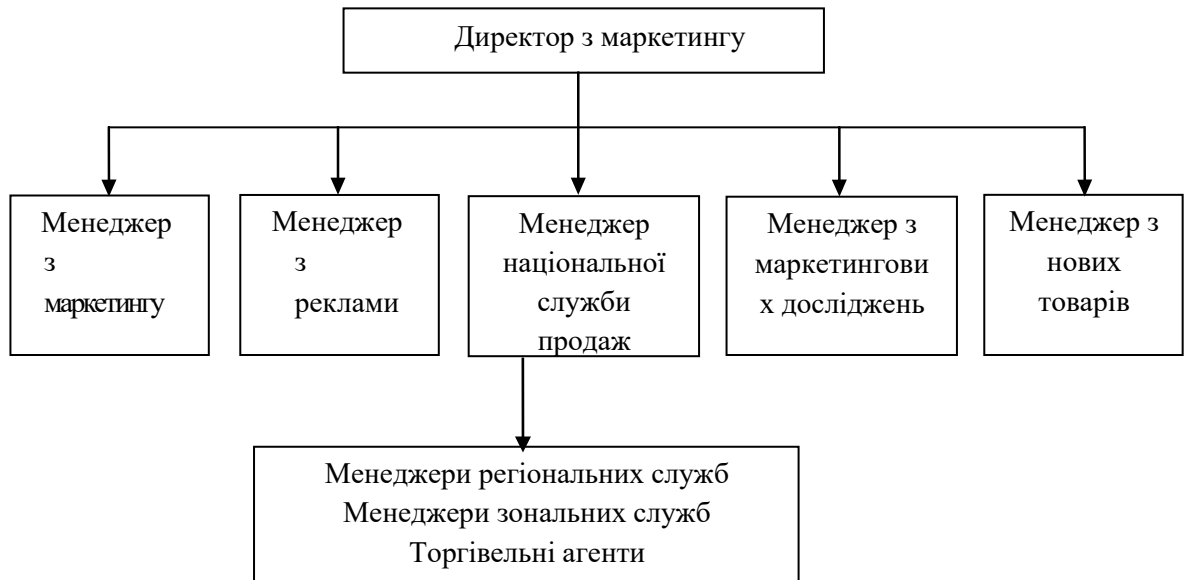 Директор з маркетингу
Менеджер
з
маркетингу
Менеджер
з
реклами
Менеджер
національної
служби
продаж
Менеджер з
маркетингови
х досліджень
Менеджер з
нових
товарів
Менеджери регіональних служб
Менеджери зональних служб
Торгівельні агенти